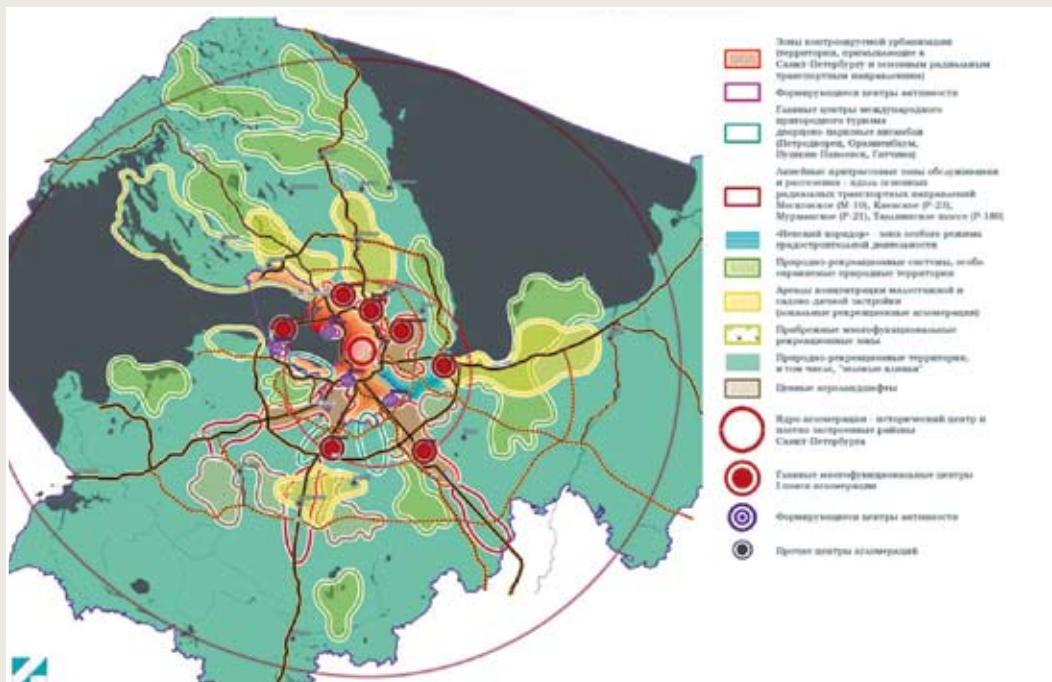 Зоны контролируемой урбанизации
(территории, примыкающие к
Санкт-Петербургу и основным радиальным
транспортным направлениям)
Формирующиеся центры активности
Главные центры международного
пригородного туризма
дворцово-парковые ансамбли
(Петродворец, Ораниенбаум,
Пушкин-Павловск, Гатчина)
Линейные притрассовые зоны обслуживания
и расселения - вдоль основных
радиальных транспортных направлений
Московское (М-10), Киевское (Р-23),
Мурманское (Р-21), Таллинское шоссе (Р-180)
«Невский коридор» - зона особого режима
градостроительной деятельности
Природно-рекреационные системы, особо
охраняемые природные территории
Ареалы концентрации малоэтажной и
садово-дачной застройки
(локальные рекреационные агломерации)
Прибрежные многофункциональные
рекреационные зоны
Природно-рекреационные территории,
в том числе, "зеленые клинья"
Ценные агроландшафты
Ядро агломерации - исторический центр и
плотно застроенные районы
Санкт-Петербурга
Главные многофункциональные центры
I пояса агломерации
Формирующиеся центры активности
Прочие центры агломераций